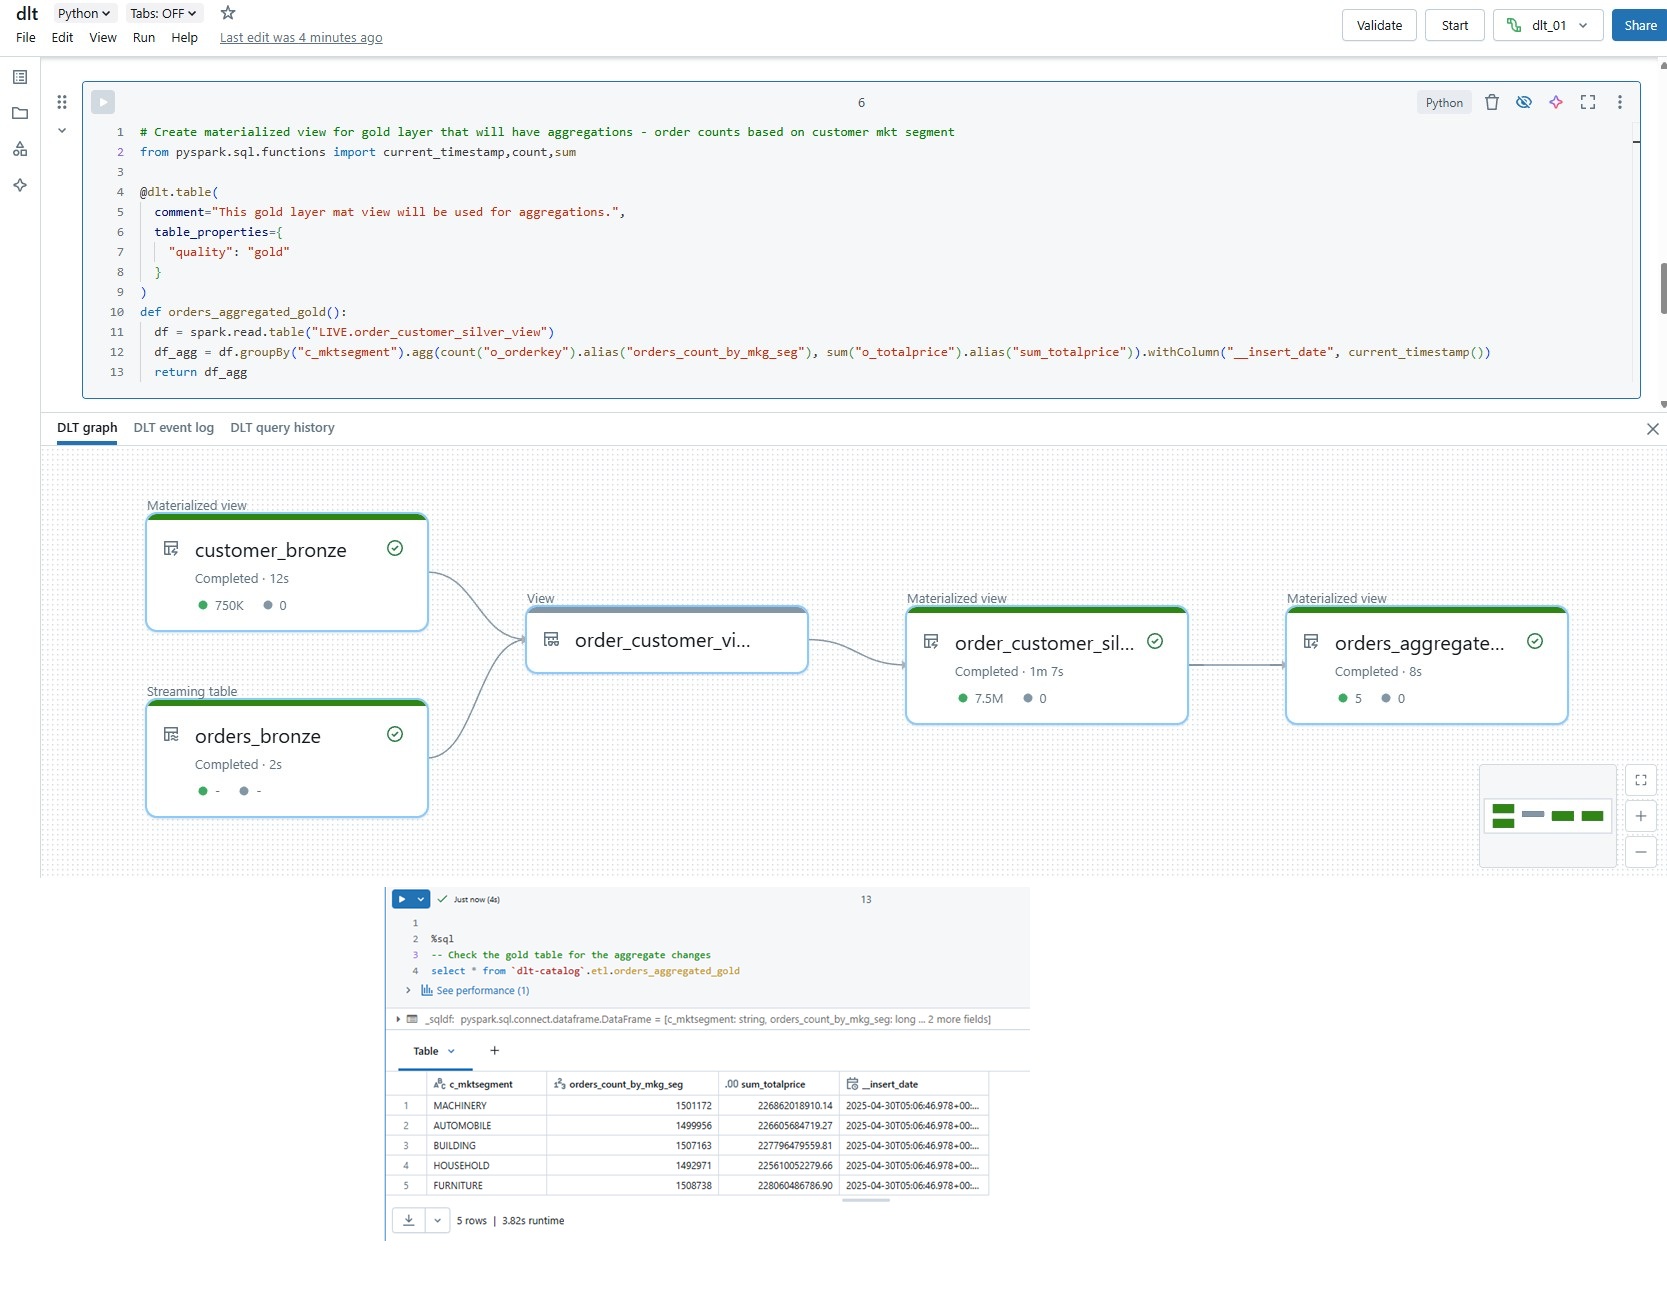 dlt Python Tabs: OFF
File Edit View Run Help Last edit was 4 minutes ago
Validate Start dlt_01 Share
6 Python
1 # Create materialized view for gold layer that will have aggregations - order counts based on customer mkt segment
2 from pyspark.sql.functions import current_timestamp,count,sum
3
4 @dlt.table(
5 comment="This gold layer mat view will be used for aggregations.",
6 table_properties={
7 "quality": "gold"
8 }
9 )
10 def orders_aggregated_gold():
11 df = spark.read.table("LIVE.order_customer_silver_view")
12 df_agg = df.groupBy("c_mktsegment").agg(count("o_orderkey").alias("orders_count_by_mkg_seg"), sum("o_totalprice").alias("sum_totalprice")).withColumn("__insert_date", current_timestamp())
13 return df_agg
DLT graph DLT event log DLT query history
Materialized view
customer_bronze
Completed · 12s
750K 0
Streaming table
orders_bronze
Completed · 2s
- -
View
order_customer_vi...
Materialized view
order_customer_sil...
Completed · 1m 7s
7.5M 0
Materialized view
orders_aggregate...
Completed · 8s
5 0
Just now (4s) 13
1
2 %sql
3 -- Check the gold table for the aggregate changes
4 select * from `dlt-catalog`.etl.orders_aggregated_gold
See performance (1)
_sqldf: pyspark.sql.connect.dataframe.DataFrame = [c_mktsegment: string, orders_count_by_mkg_seg: long ... 2 more fields]
Table +
c_mktsegment orders_count_by_mkg_seg .00 sum_totalprice __insert_date
1 MACHINERY 1501172 226862018910.14 2025-04-30T05:06:46.978+00:...
2 AUTOMOBILE 1499956 226605684719.27 2025-04-30T05:06:46.978+00:...
3 BUILDING 1507163 227796479559.81 2025-04-30T05:06:46.978+00:...
4 HOUSEHOLD 1492971 225610052279.66 2025-04-30T05:06:46.978+00:...
5 FURNITURE 1508738 228060486786.90 2025-04-30T05:06:46.978+00:...
5 rows | 3.82s runtime